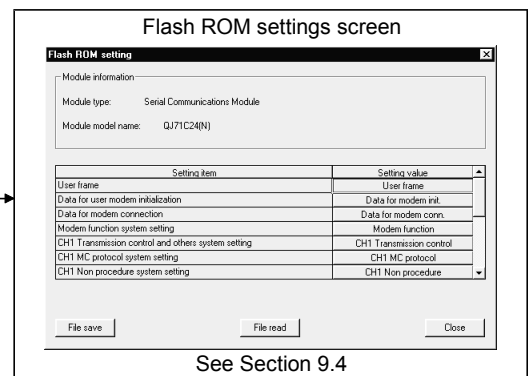 Flash ROM settings screen
Flash ROM setting
Module information
Module type: Serial Communications Module
Module model name: QJ71C24(N)
Setting item Setting value
User frame User frame
Data for user modem initialization Data for modem init.
Data for modem connection Data for modem conn.
Modem function system setting Modem function
CH1 Transmission control and others system setting CH1 Transmission control
CH1 MC protocol system setting CH1 MC protocol
CH1 Non procedure system setting CH1 Non procedure
File save File read Close
See Section 9.4